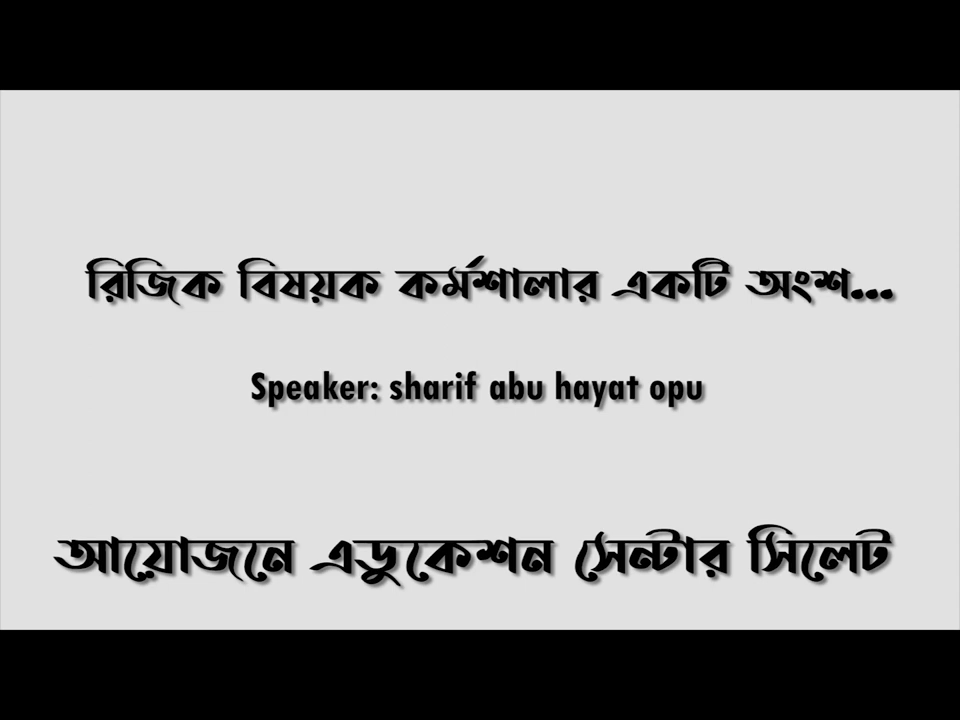 রিজিক বিষয়ক কর্মশালার একটি অংশ...
Speaker: sharif abu hayat opu
আয়োজনে এডুকেশন সেন্টার সিলেট